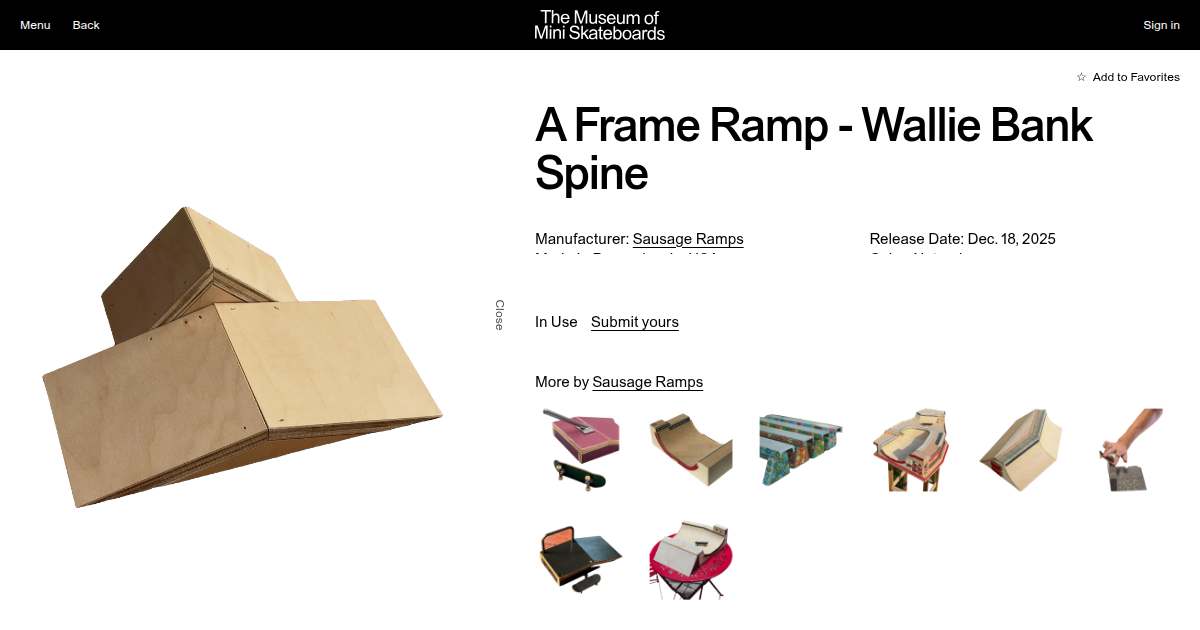 Menu
Back
The Museum of
Mini Skateboards
Sign in
☆ Add to Favorites
A Frame Ramp - Wallie Bank
Spine
Manufacturer: Sausage Ramps
Release Date: Dec. 18, 2025
Close
In Use
Submit yours
More by Sausage Ramps